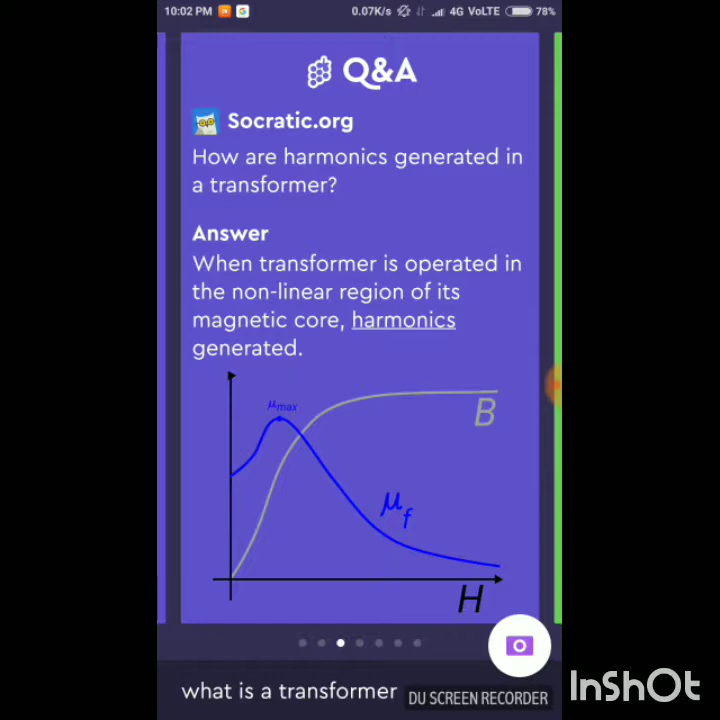 10:02 PM 0.07K/s 4G VoLTE 78%
Q&A
Socratic.org
How are harmonics generated in
a transformer?
Answer
When transformer is operated in
the non-linear region of its
magnetic core, harmonics
generated.
μmax
B
μf
H
what is a transformer
DU SCREEN RECORDER
InShOt